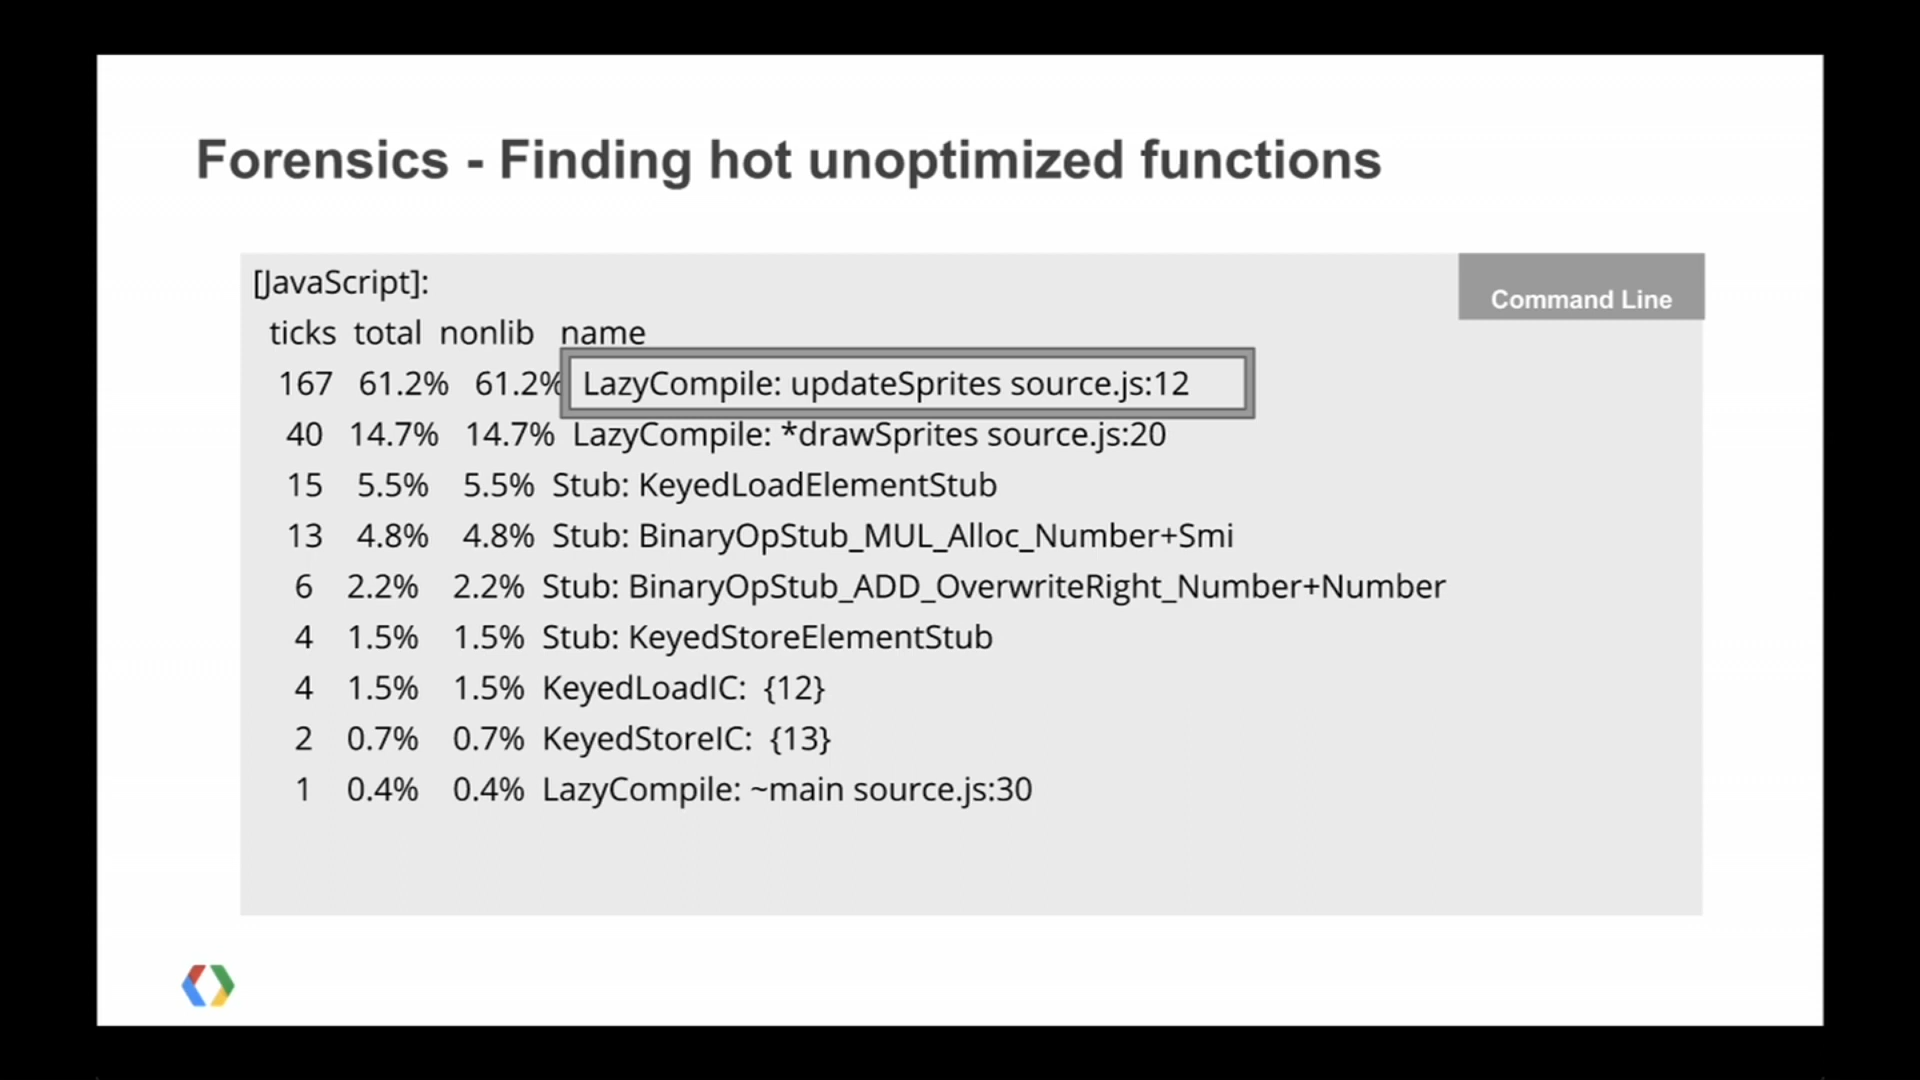 Forensics - Finding hot unoptimized functions
Command Line
[JavaScript]:
ticks total nonlib name
167 61.2% 61.2% LazyCompile: updateSprites source.js:12
40 14.7% 14.7% LazyCompile: *drawSprites source.js:20
15 5.5% 5.5% Stub: KeyedLoadElementStub
13 4.8% 4.8% Stub: BinaryOpStub_MUL_Alloc_Number+Smi
6 2.2% 2.2% Stub: BinaryOpStub_ADD_OverwriteRight_Number+Number
4 1.5% 1.5% Stub: KeyedStoreElementStub
4 1.5% 1.5% KeyedLoadIC: {12}
2 0.7% 0.7% KeyedStoreIC: {13}
1 0.4% 0.4% LazyCompile: ~main source.js:30